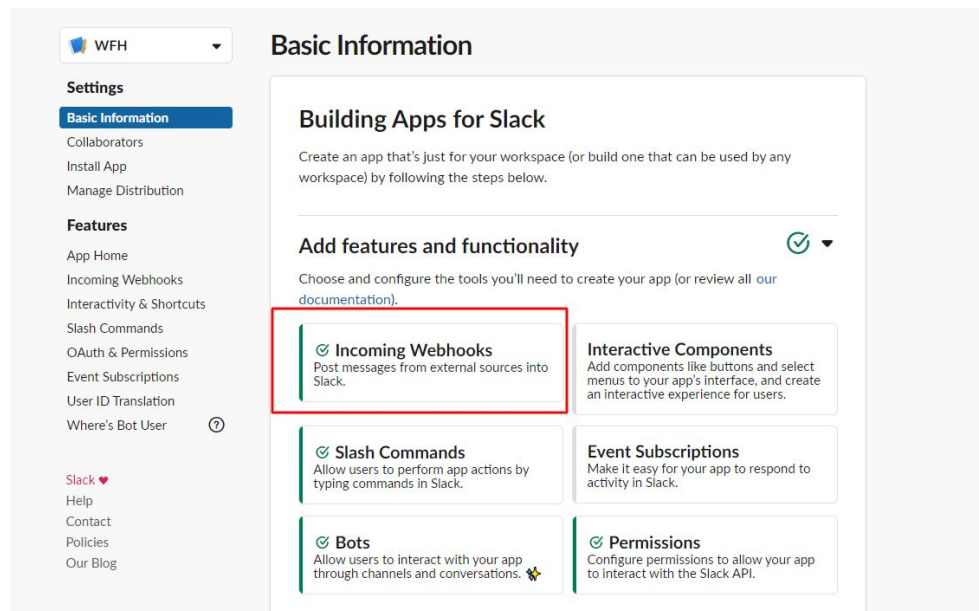 WFH
Settings
Basic Information
Collaborators
Install App
Manage Distribution
Features
App Home
Incoming Webhooks
Interactivity & Shortcuts
Slash Commands
OAuth & Permissions
Event Subscriptions
User ID Translation
Where's Bot User
?
Slack ♥
Help
Contact
Policies
Our Blog
Basic Information
Building Apps for Slack
Create an app that's just for your workspace (or build one that can be used by any
workspace) by following the steps below.
Add features and functionality
Choose and configure the tools you'll need to create your app (or review all our
documentation).
Incoming Webhooks
Post messages from external sources into
Slack.
Interactive Components
Add components like buttons and select
menus to your app's interface, and create
an interactive experience for users.
Slash Commands
Allow users to perform app actions by
typing commands in Slack.
Event Subscriptions
Make it easy for your app to respond to
activity in Slack.
Bots
Allow users to interact with your app
through channels and conversations. ✨
Permissions
Configure permissions to allow your app
to interact with the Slack API.